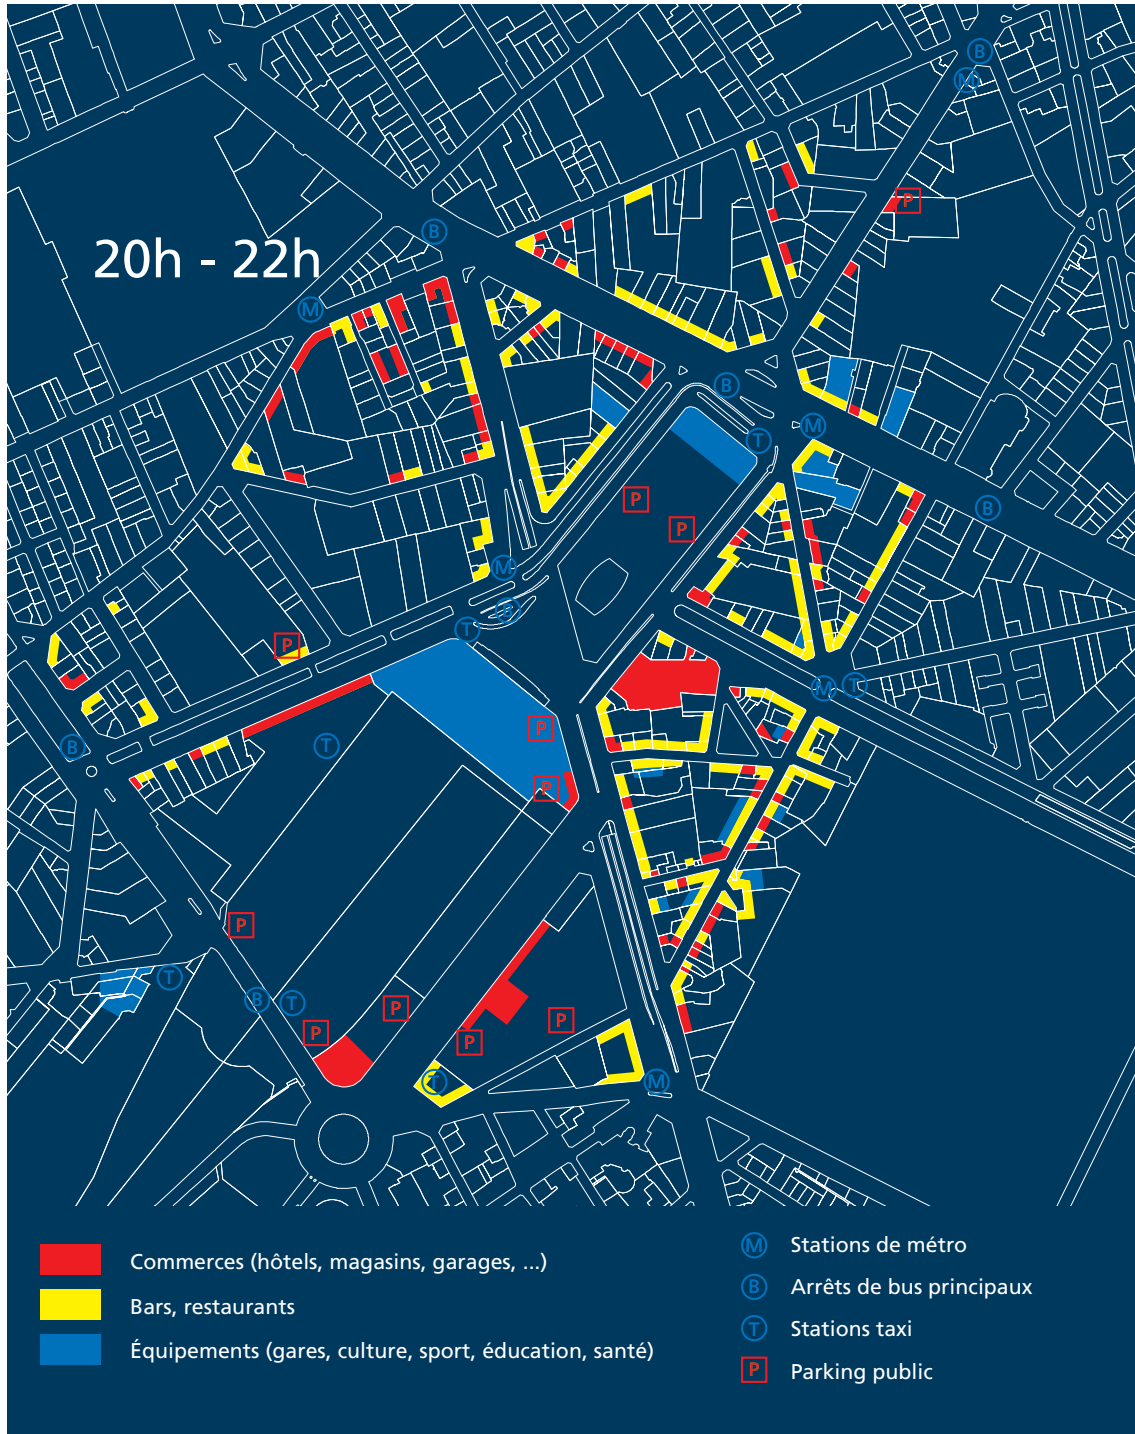 B
M
P
B
20h - 22h
M
B
M
T
P
B
P
M
B
T
P
M
T
P
B
T
P
P
T
B
T
P
P
P
P
T
M
Commerces (hôtels, magasins, garages, ...)
Bars, restaurants
Équipements (gares, culture, sport, éducation, santé)
M Stations de métro
B Arrêts de bus principaux
T Stations taxi
P Parking public